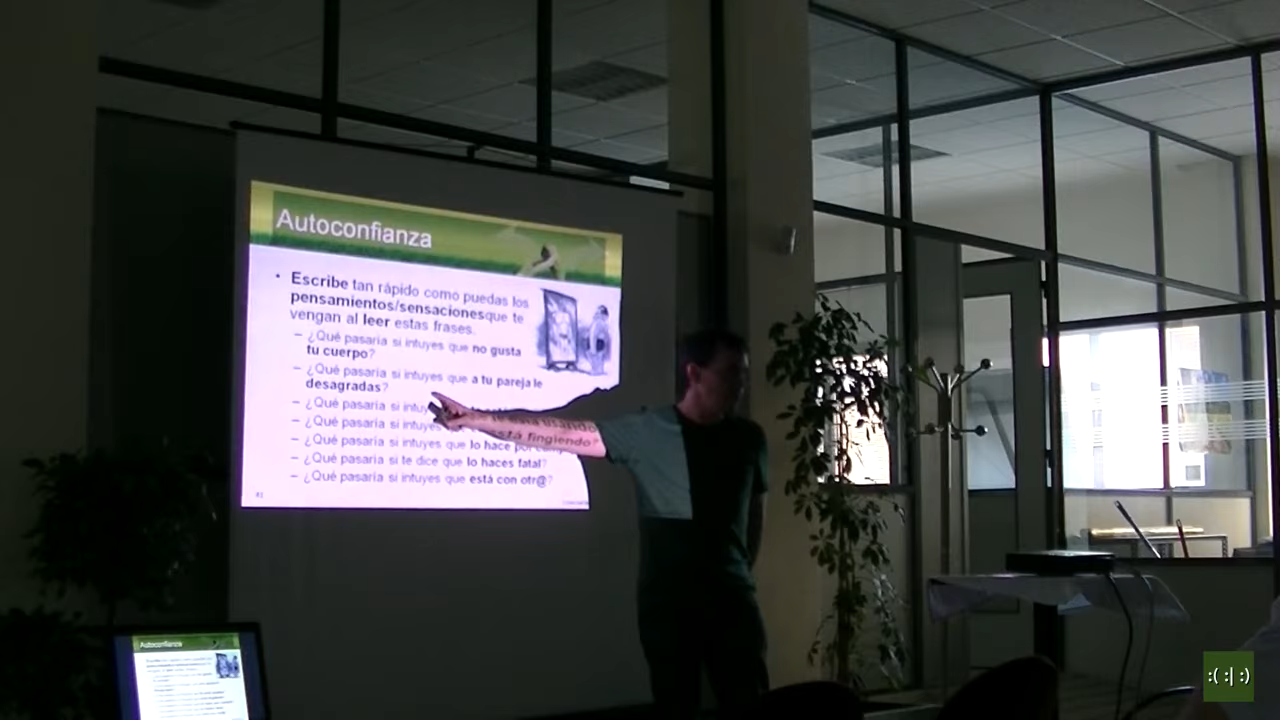 Autoconfianza
• Escribe tan rápido como puedas los
pensamientos/sensacionesque te
vengan al leer estas frases.
– ¿Qué pasaría si intuyes que no gusta
tu cuerpo?
– ¿Qué pasaría si intuyes que a tu pareja le
desagradas?
– ¿Qué pasaría si
– ¿Qué pasaría si usando
– ¿Qué pasaría si intuyes que lo hace por
está fingiendo?
– ¿Qué pasaría si te dice que lo haces fatal?
– ¿Qué pasaría si intuyes que está con otr@?
Autoconfianza
:( :| :)